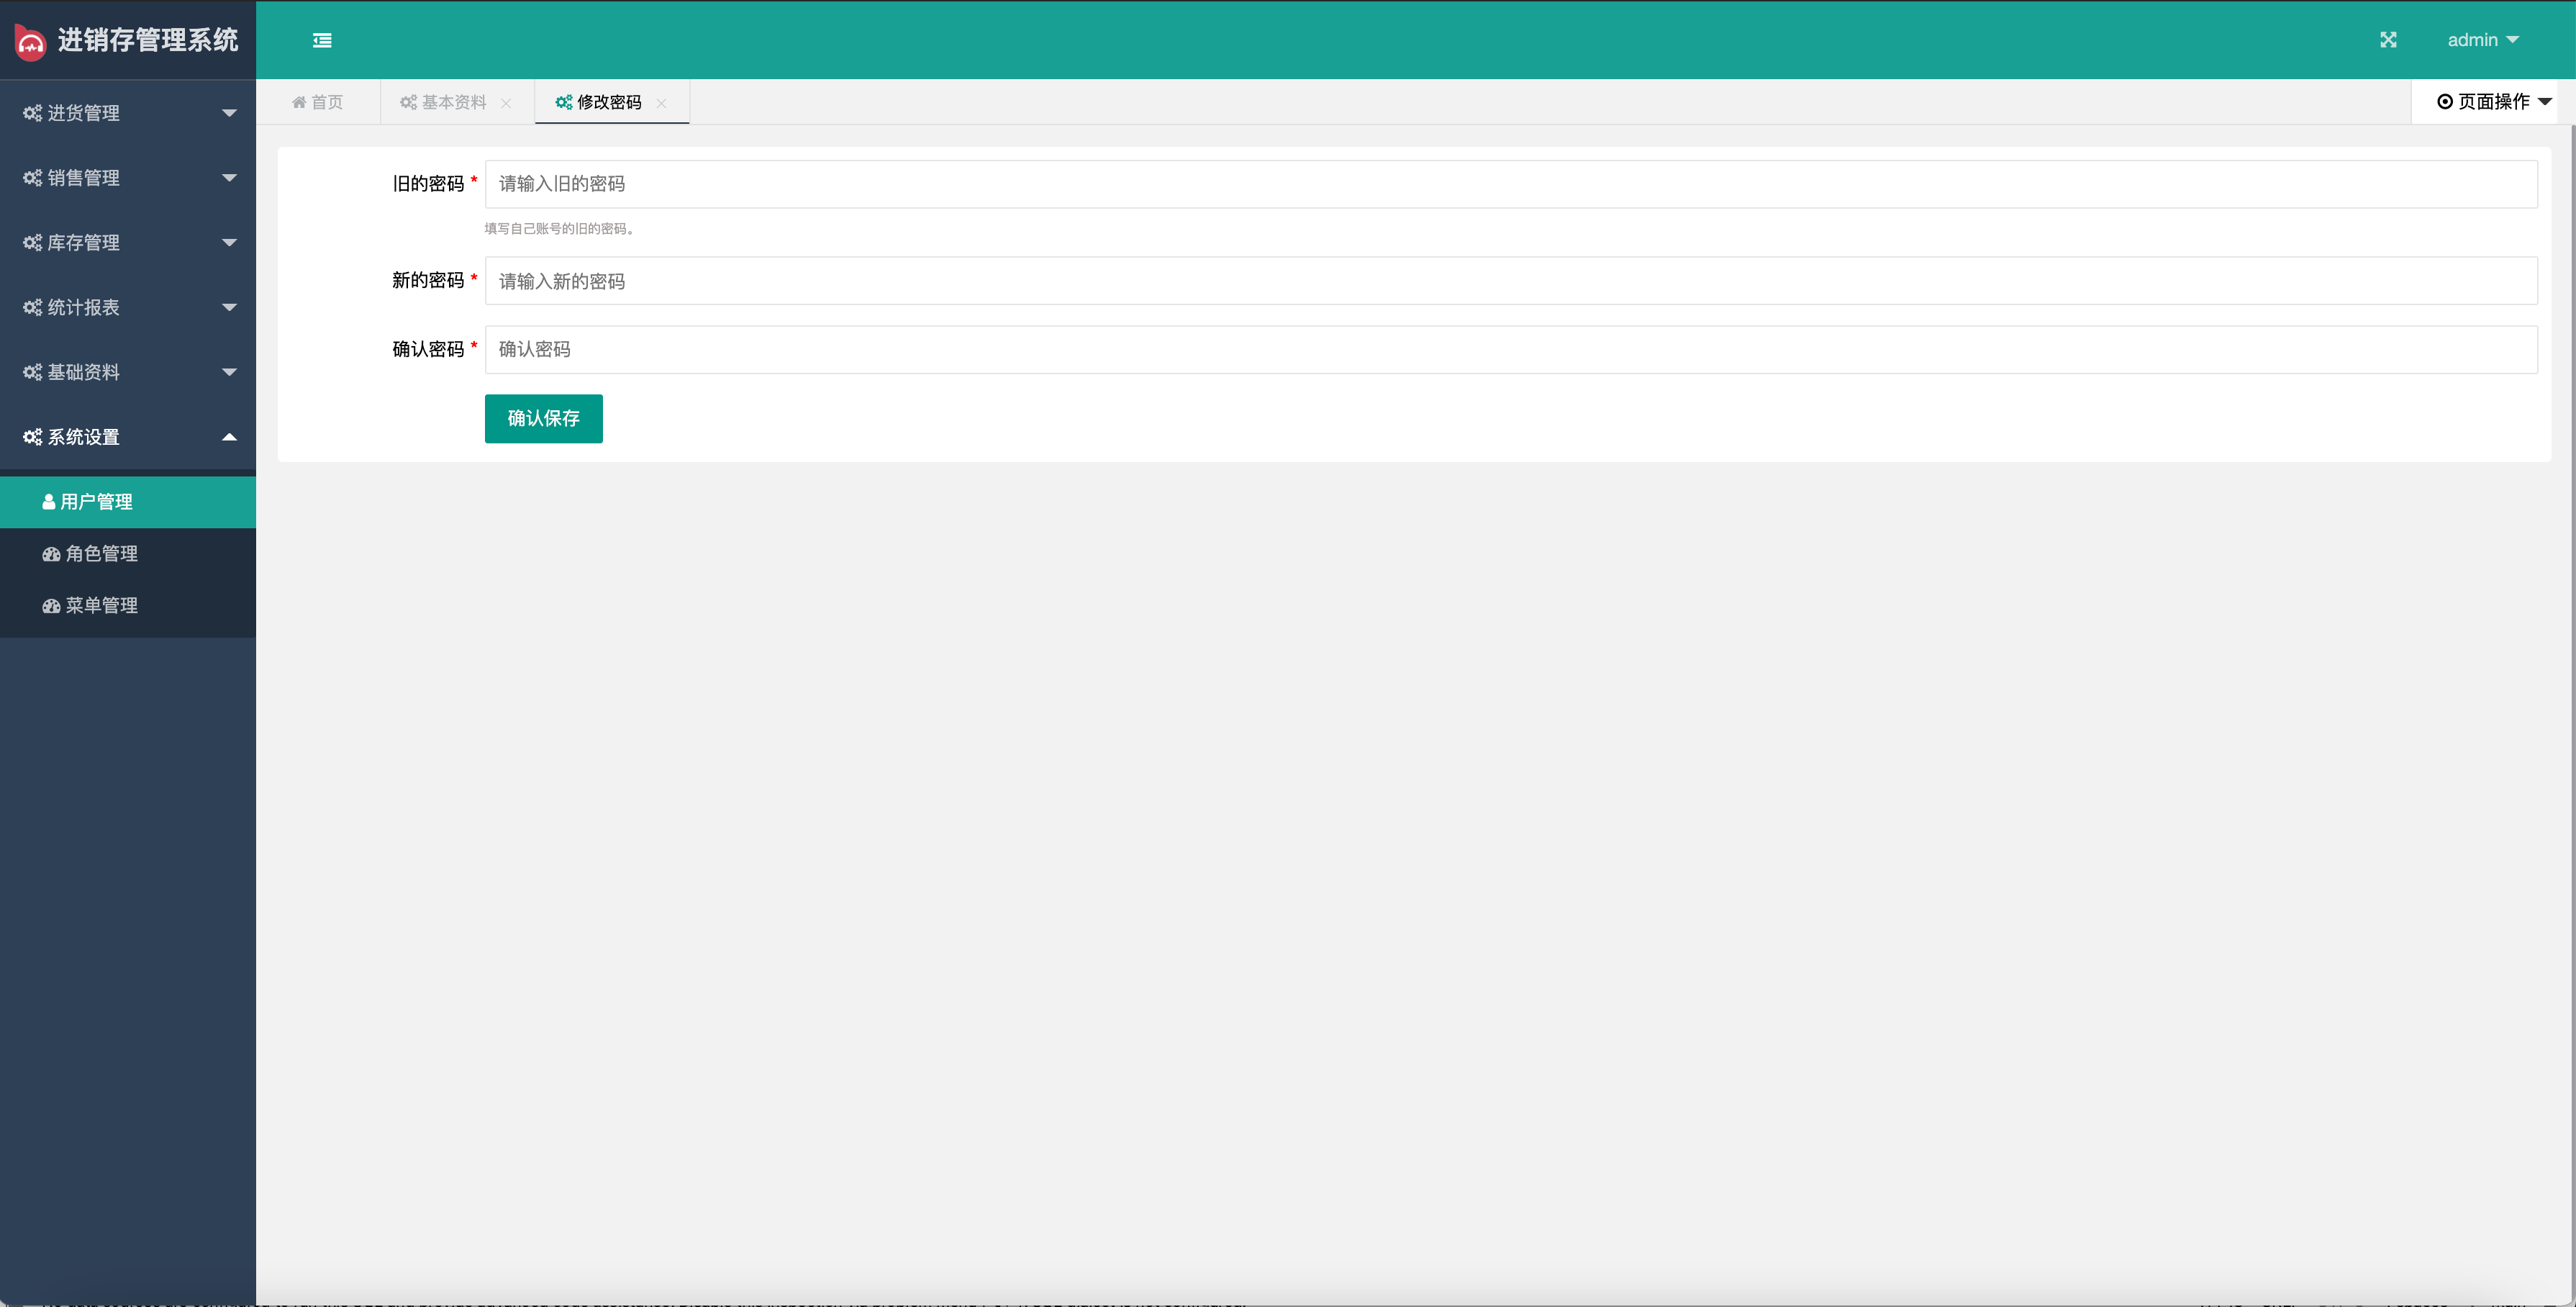 进销存管理系统
admin
进货管理
销售管理
库存管理
统计报表
基础资料
系统设置
用户管理
角色管理
菜单管理
首页
基本资料
修改密码
页面操作
旧的密码 *
请输入旧的密码
填写自己账号的旧的密码。
新的密码 *
请输入新的密码
确认密码 *
确认密码
确认保存